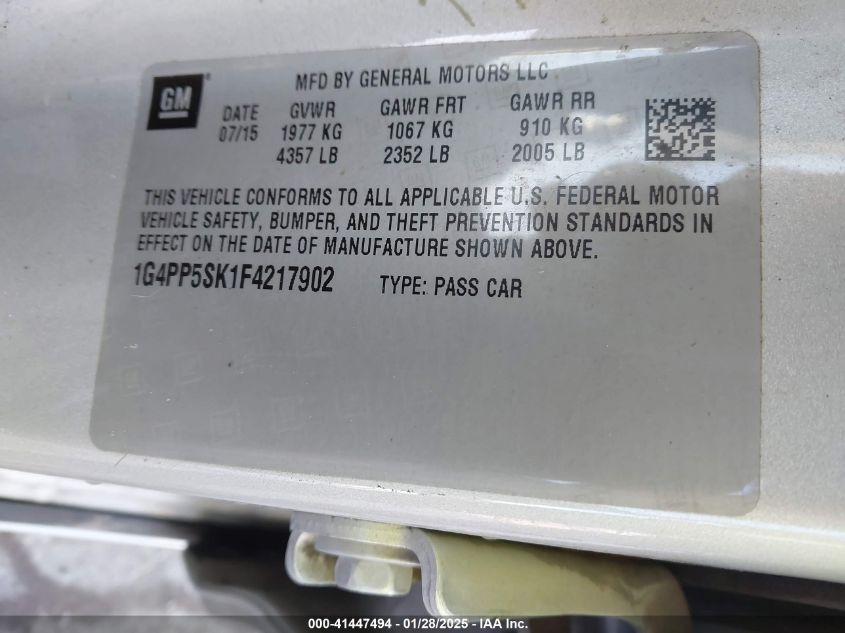 MFD BY GENERAL MOTORS LLC
GM DATE GVWR GAWR FRT GAWR RR
07/15 1977 KG 1067 KG 910 KG
4357 LB 2352 LB 2005 LB
THIS VEHICLE CONFORMS TO ALL APPLICABLE U.S. FEDERAL MOTOR
VEHICLE SAFETY, BUMPER, AND THEFT PREVENTION STANDARDS IN
EFFECT ON THE DATE OF MANUFACTURE SHOWN ABOVE.
1G4PP5SK1F4217902 TYPE: PASS CAR
000-41447494 - 01/28/2025 - IAA Inc.